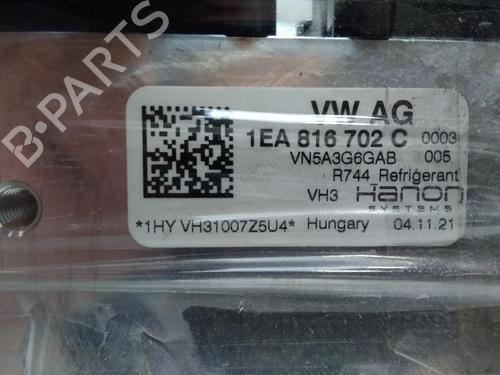 B-PARTS
VW AG
1EA 816 702 C 0003
VN5A3G6GAB 005
R744 Refrigerant
VH3 Hanon
SYSTEMS
*1HY VH31007Z5U4* Hungary 04.11.21